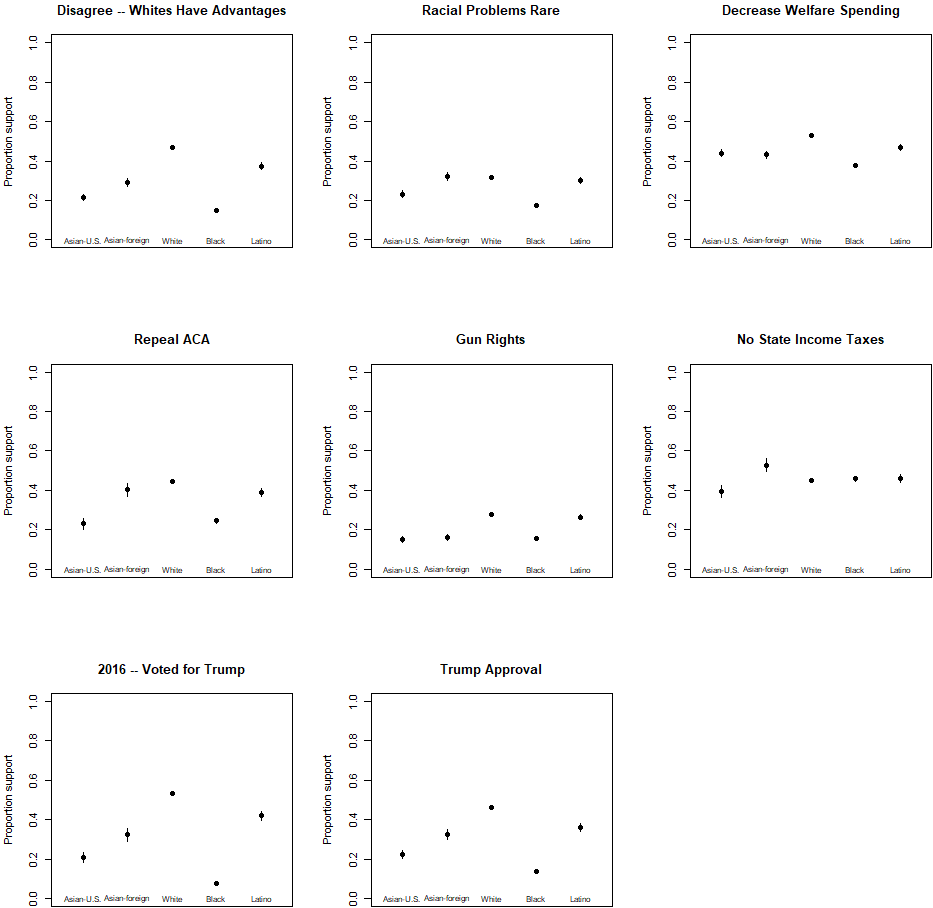 Disagree -- Whites Have Advantages
Proportion support
1.0
0.8
0.6
0.4
0.2
0.0
Asian-U.S. Asian-foreign White Black Latino
Racial Problems Rare
Proportion support
1.0
0.8
0.6
0.4
0.2
0.0
Asian-U.S. Asian-foreign White Black Latino
Decrease Welfare Spending
Proportion support
1.0
0.8
0.6
0.4
0.2
0.0
Asian-U.S. Asian-foreign White Black Latino
Repeal ACA
Proportion support
1.0
0.8
0.6
0.4
0.2
0.0
Asian-U.S. Asian-foreign White Black Latino
Gun Rights
Proportion support
1.0
0.8
0.6
0.4
0.2
0.0
Asian-U.S. Asian-foreign White Black Latino
No State Income Taxes
Proportion support
1.0
0.8
0.6
0.4
0.2
0.0
Asian-U.S. Asian-foreign White Black Latino
2016 -- Voted for Trump
Proportion support
1.0
0.8
0.6
0.4
0.2
0.0
Asian-U.S. Asian-foreign White Black Latino
Trump Approval
Proportion support
1.0
0.8
0.6
0.4
0.2
0.0
Asian-U.S. Asian-foreign White Black Latino